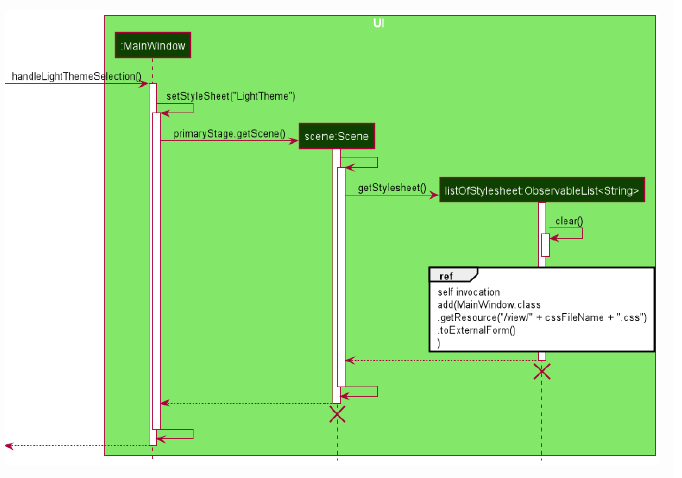 UI
:MainWindow
handleLightThemeSelection()
setStyleSheet("LightTheme")
primaryStage.getScene()
scene:Scene
getStylesheet()
listOfStylesheet:ObservableList<String>
clear()
ref
self invocation
add(MainWindow.class
.getResource("/view/" + cssFileName + ".css")
.toExternalForm()
)